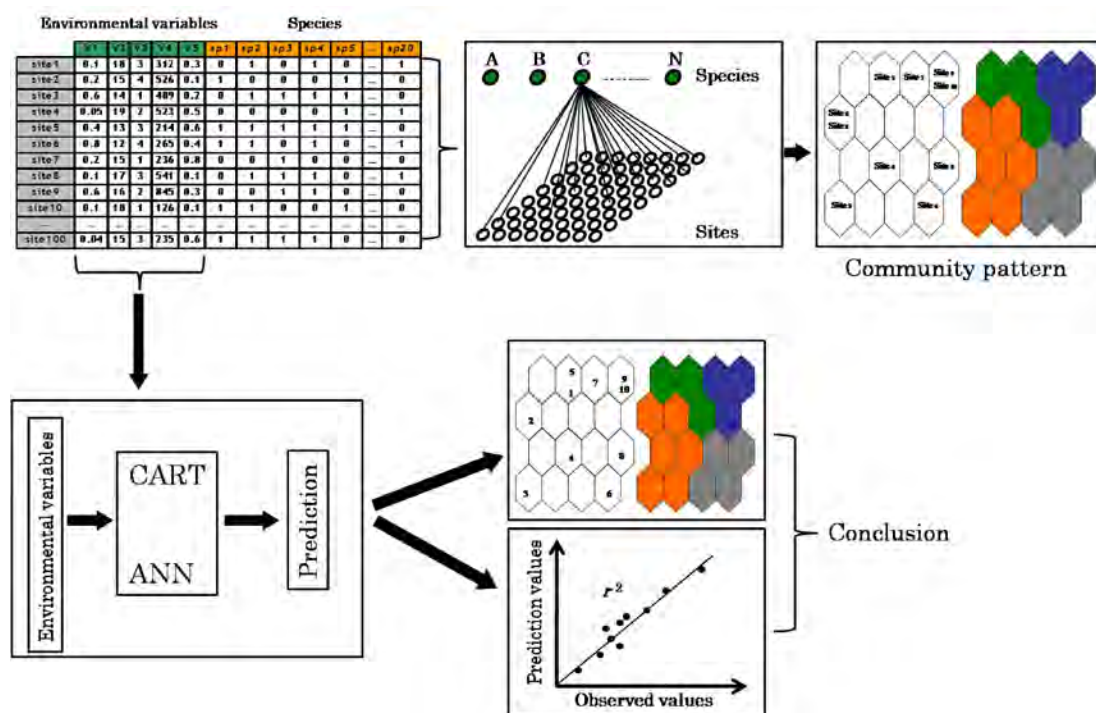 Environmental variables Species
V1 V2 V3 V4 V5 sp1 sp2 sp3 sp4 sp5 ... sp20
site1 0.1 18 3 312 0.3 0 1 0 1 0 ... 1
site2 0.2 15 4 526 0.1 1 0 0 0 1 ... 0
site3 0.6 14 1 489 0.2 0 1 1 0 1 ... 0
site4 0.05 19 2 523 0.5 0 0 0 0 1 ... 0
site5 0.4 13 3 214 0.6 1 1 1 1 1 ... 0
site6 0.8 12 4 265 0.4 1 1 0 1 0 ... 1
site7 0.2 15 1 236 0.8 0 0 1 0 0 ... 0
site8 0.1 17 3 541 0.1 1 0 1 0 1 ... 1
site9 0.6 16 2 845 0.3 0 0 1 1 0 ... 0
site10 0.1 18 1 126 0.1 0 1 1 0 1 ... 0
... ... ... ... ... ... ... ... ... ... ... ... ...
site100 0.04 15 3 235 0.6 1 1 1 1 0 ... 0
A B C N
Species
Sites
Community pattern
Environmental variables
CART
ANN
Prediction
5 7 9
1 10
2
4 8
3 6
Conclusion
r2
Prediction values
Observed values